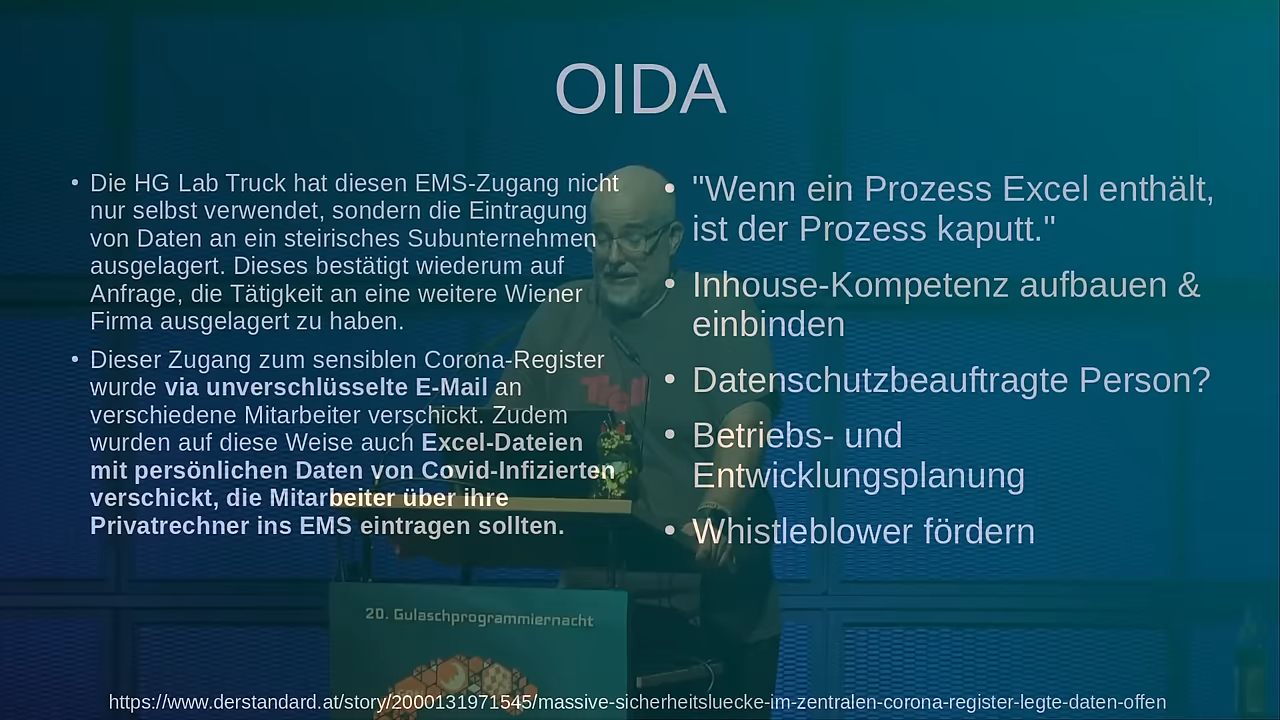 OIDA
• Die HG Lab Truck hat diesen EMS-Zugang nicht
nur selbst verwendet, sondern die Eintragung
von Daten an ein steirisches Subunternehmen
ausgelagert. Dieses bestätigt wiederum auf
Anfrage, die Tätigkeit an eine weitere Wiener
Firma ausgelagert zu haben.
• Dieser Zugang zum sensiblen Corona-Register
wurde via unverschlüsselte E-Mail an
verschiedene Mitarbeiter verschickt. Zudem
wurden auf diese Weise auch Excel-Dateien
mit persönlichen Daten von Covid-Infizierten
verschickt, die Mitarbeiter über ihre
Privatrechner ins EMS eintragen sollten.
• "Wenn ein Prozess Excel enthält,
ist der Prozess kaputt."
• Inhouse-Kompetenz aufbauen &
einbinden
• Datenschutzbeauftragte Person?
• Betriebs- und
Entwicklungsplanung
• Whistleblower fördern
20. Gulaschprogrammiernacht
https://www.derstandard.at/story/2000131971545/massive-sicherheitsluecke-im-zentralen-corona-register-legte-daten-offen